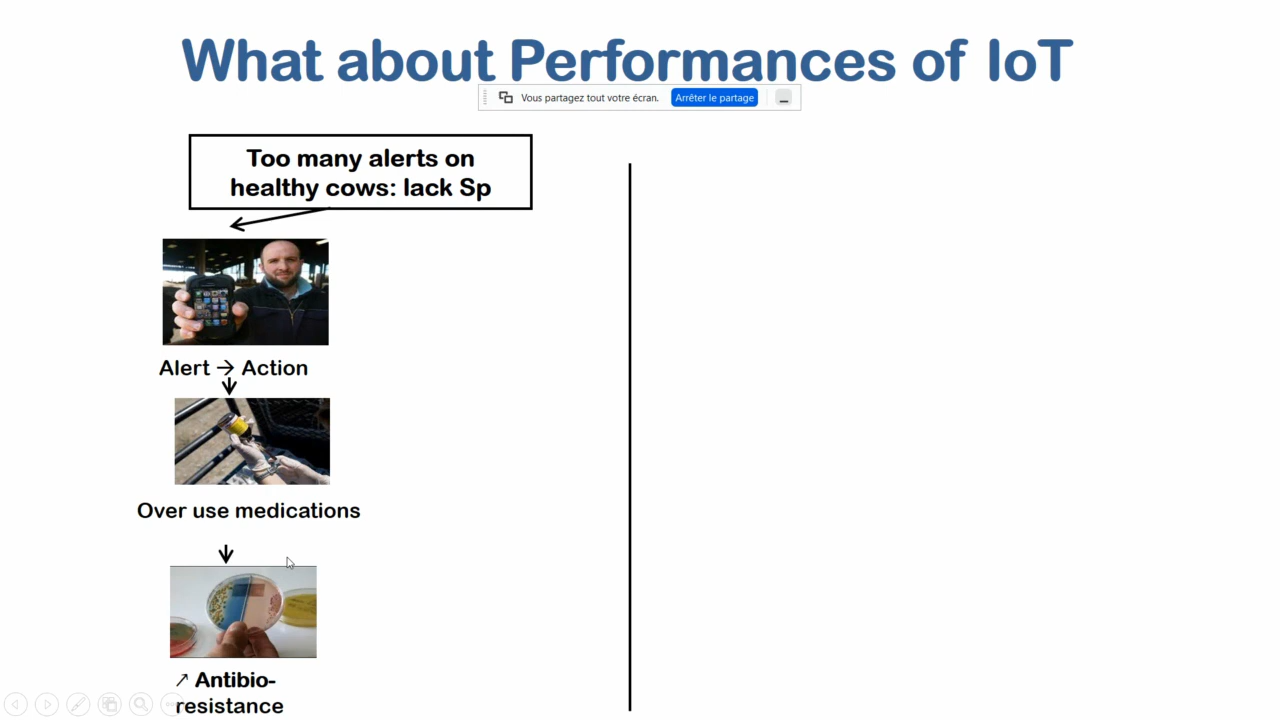 What about Performances of IoT
Vous partagez tout votre écran. Arrêter le partage
Too many alerts on
healthy cows: lack Sp
Alert → Action
Over use medications
↗ Antibio-
resistance